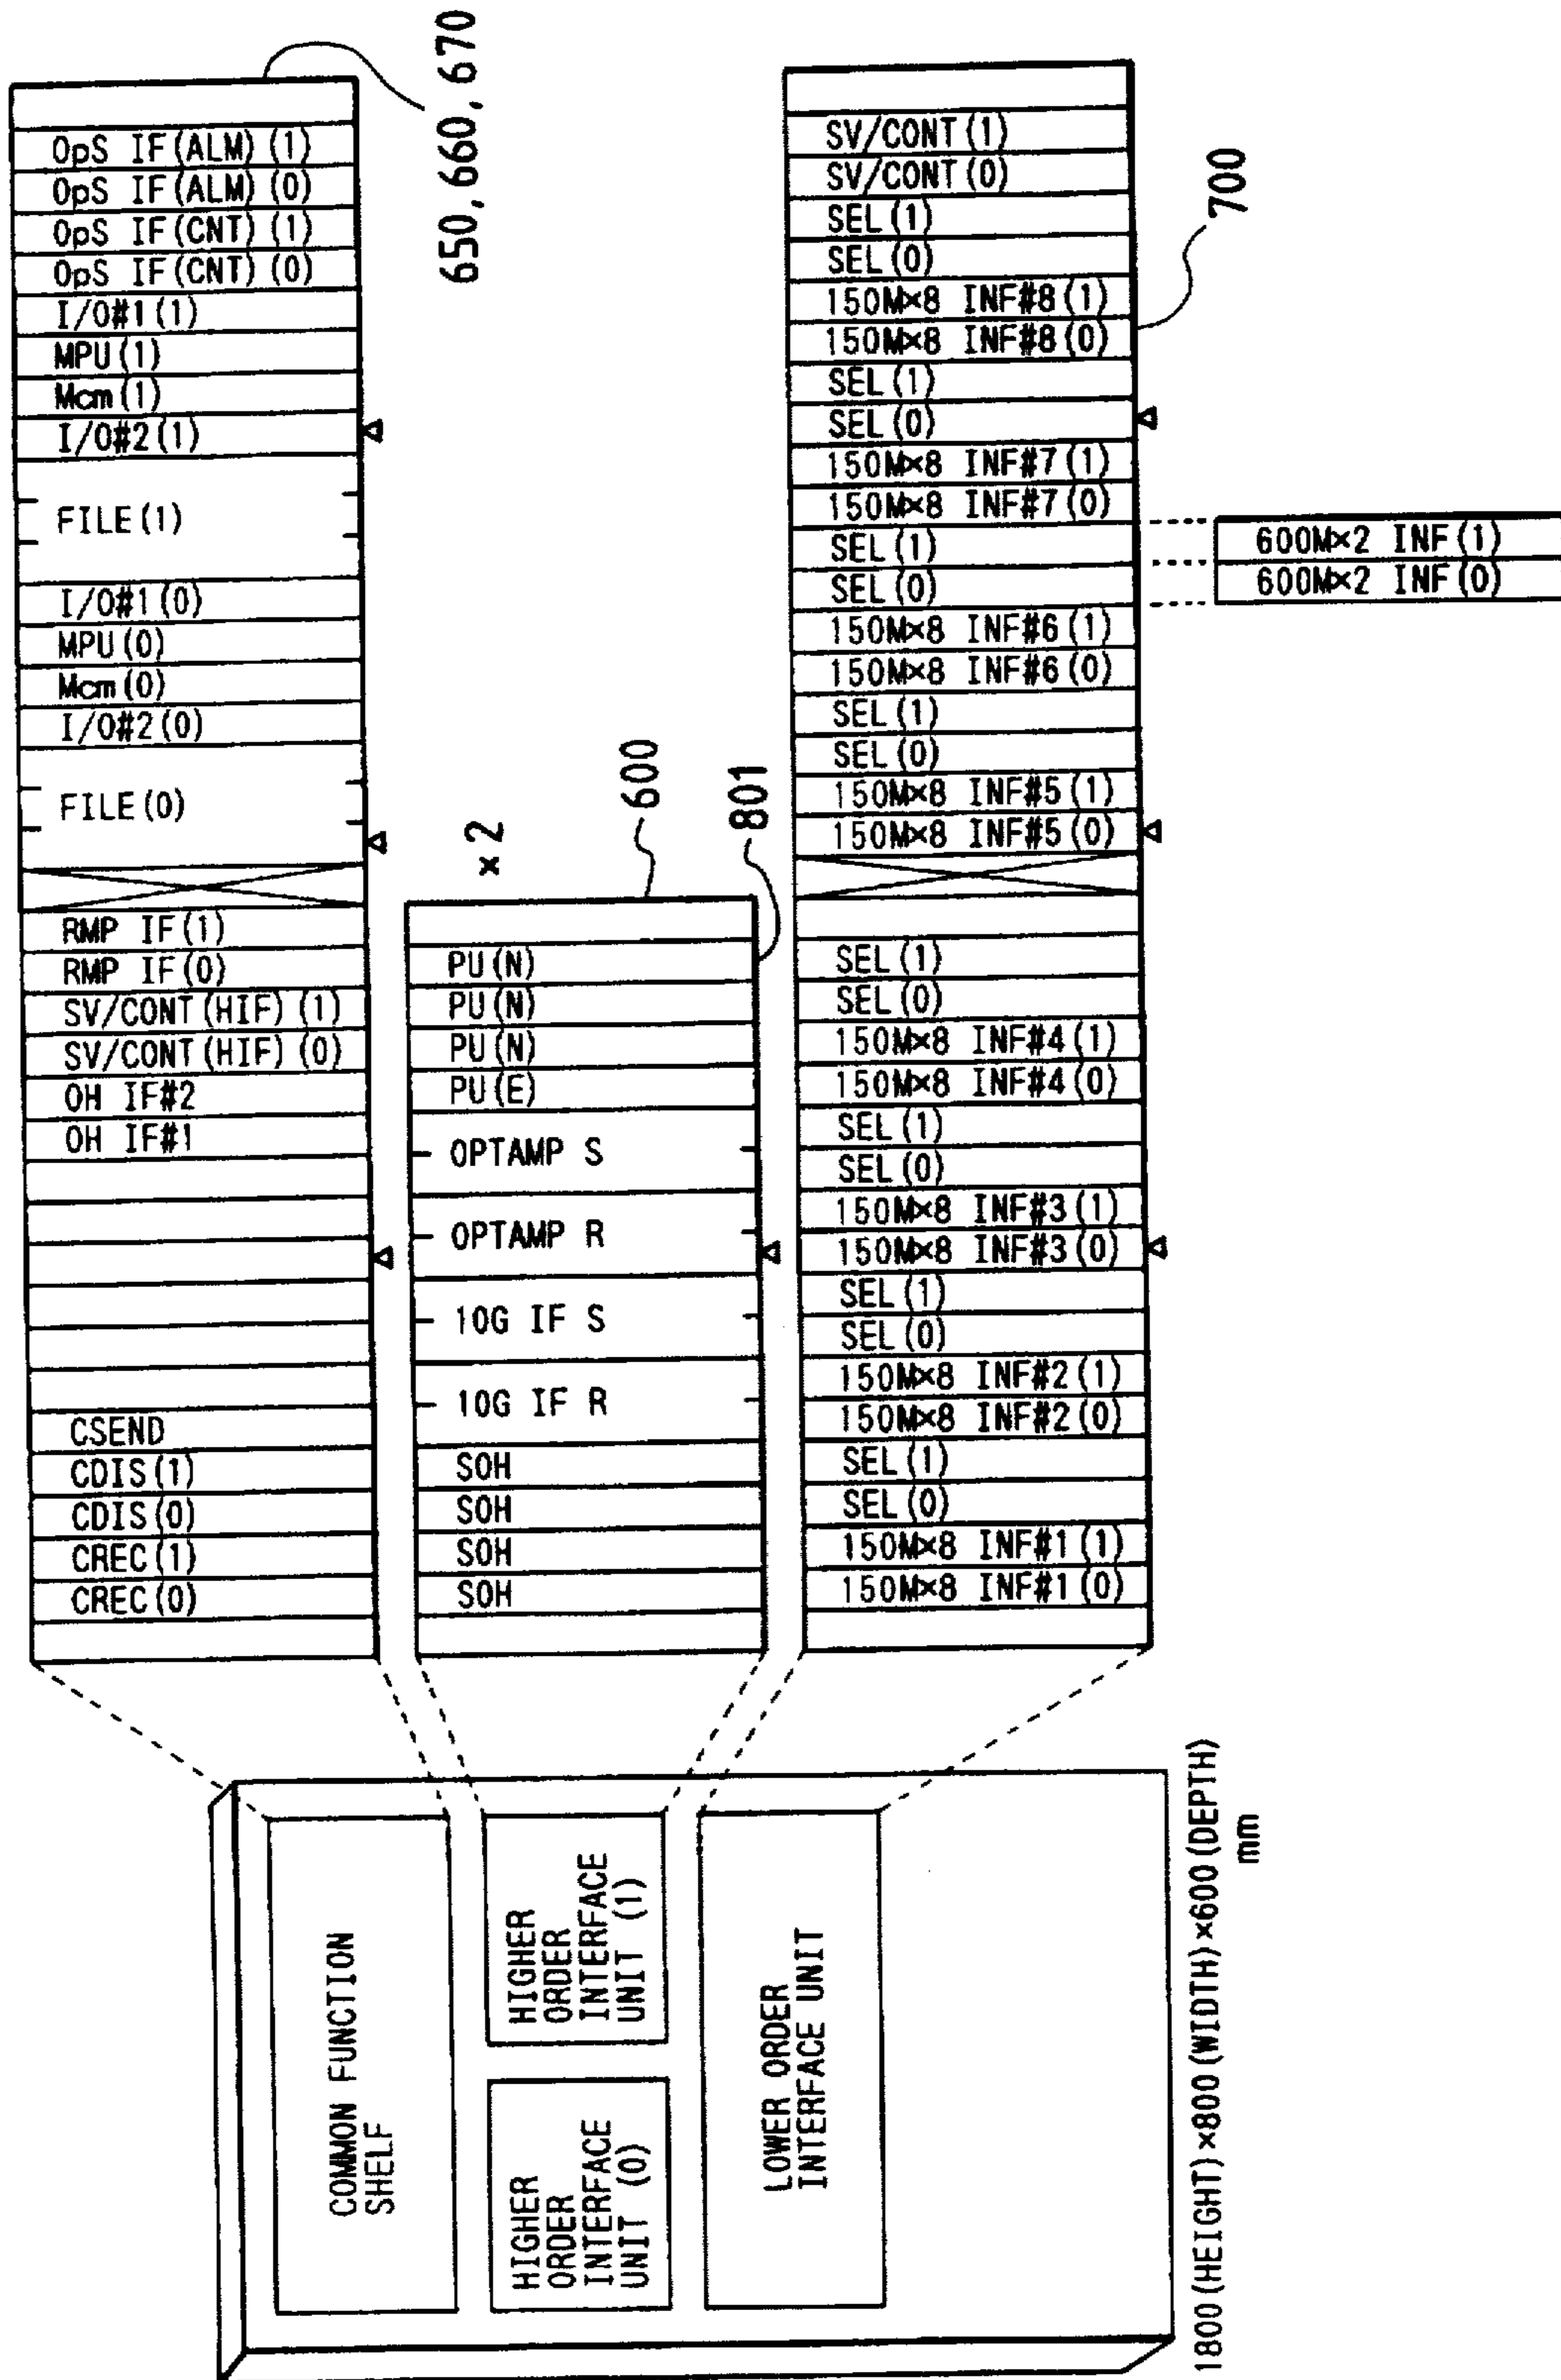 COMMON FUNCTION
SHELF
HIGHER
ORDER
INTERFACE
UNIT (0)
HIGHER
ORDER
INTERFACE
UNIT (1)
LOWER ORDER
INTERFACE UNIT
1800(HEIGHT)×800(WIDTH)×600(DEPTH)
mm
CREC(0)
CREC(1)
CDIS(0)
CDIS(1)
CSEND
OH IF#1
OH IF#2
SV/CONT(HIF)(0)
SV/CONT(HIF)(1)
RMP IF(0)
RMP IF(1)
FILE(0)
I/O#2(0)
Mcm(0)
MPU(0)
I/O#1(0)
FILE(1)
I/O#2(1)
Mcm(1)
MPU(1)
I/O#1(1)
OpS IF(CNT)(0)
OpS IF(CNT)(1)
OpS IF(ALM)(0)
OpS IF(ALM)(1)
650,660,670
SOH
SOH
SOH
SOH
10G IF R
10G IF S
OPTAMP R
OPTAMP S
PU(E)
PU(N)
PU(N)
PU(N)
×2
600
801
150M×8 INF#1(0)
150M×8 INF#1(1)
SEL(0)
SEL(1)
150M×8 INF#2(0)
150M×8 INF#2(1)
SEL(0)
SEL(1)
150M×8 INF#3(0)
150M×8 INF#3(1)
SEL(0)
SEL(1)
150M×8 INF#4(0)
150M×8 INF#4(1)
SEL(0)
SEL(1)
150M×8 INF#5(0)
150M×8 INF#5(1)
SEL(0)
SEL(1)
150M×8 INF#6(0)
150M×8 INF#6(1)
SEL(0)
SEL(1)
150M×8 INF#7(0)
150M×8 INF#7(1)
SEL(0)
SEL(1)
150M×8 INF#8(0)
150M×8 INF#8(1)
SEL(0)
SEL(1)
SV/CONT(0)
SV/CONT(1)
700
600M×2 INF(0)
600M×2 INF(1)